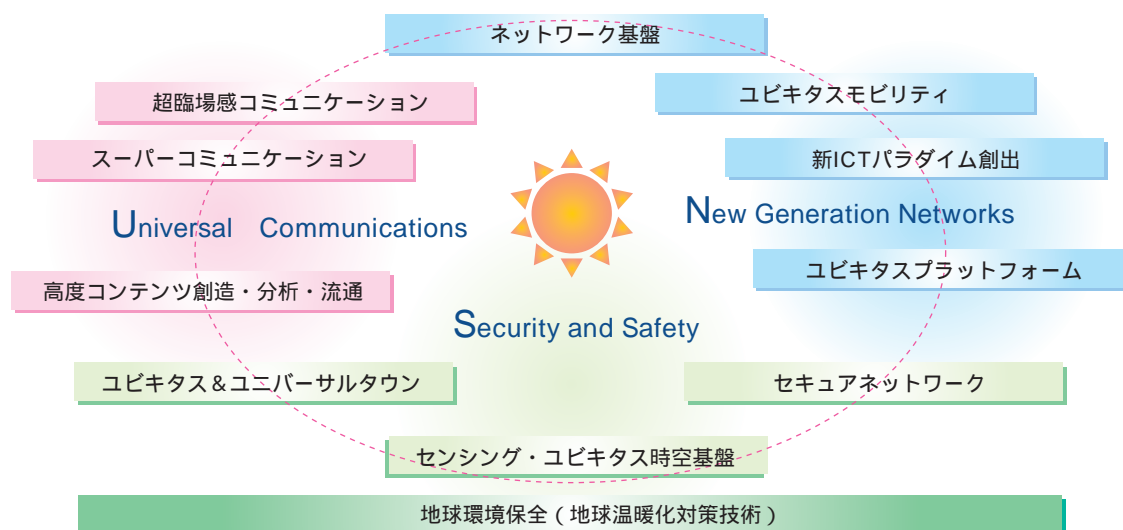 ネットワーク基盤
超臨場感コミュニケーション
ユビキタスモビリティ
スーパーコミュニケーション
新ICTパラダイム創出
Universal Communications
New Generation Networks
高度コンテンツ創造・分析・流通
ユビキタスプラットフォーム
Security and Safety
ユビキタス＆ユニバーサルタウン
セキュアネットワーク
センシング・ユビキタス時空基盤
地球環境保全（地球温暖化対策技術）